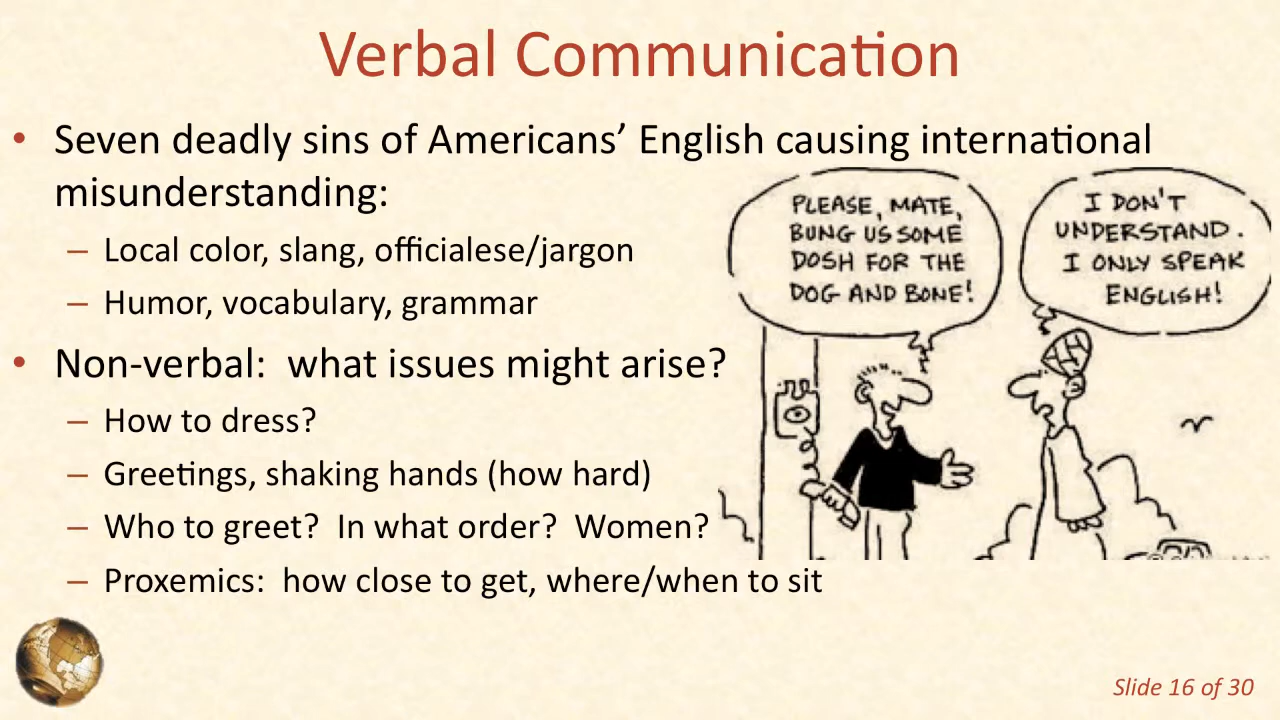 Verbal Communication
• Seven deadly sins of Americans’ English causing international
misunderstanding:
– Local color, slang, officialese/jargon
– Humor, vocabulary, grammar
• Non-verbal:  what issues might arise?
– How to dress?
– Greetings, shaking hands (how hard)
– Who to greet?  In what order?  Women?
– Proxemics:  how close to get, where/when to sit
PLEASE, MATE,
BUNG US SOME
DOSH FOR THE
DOG AND BONE!
I DON'T
UNDERSTAND.
I ONLY SPEAK
ENGLISH!
Slide 16 of 30